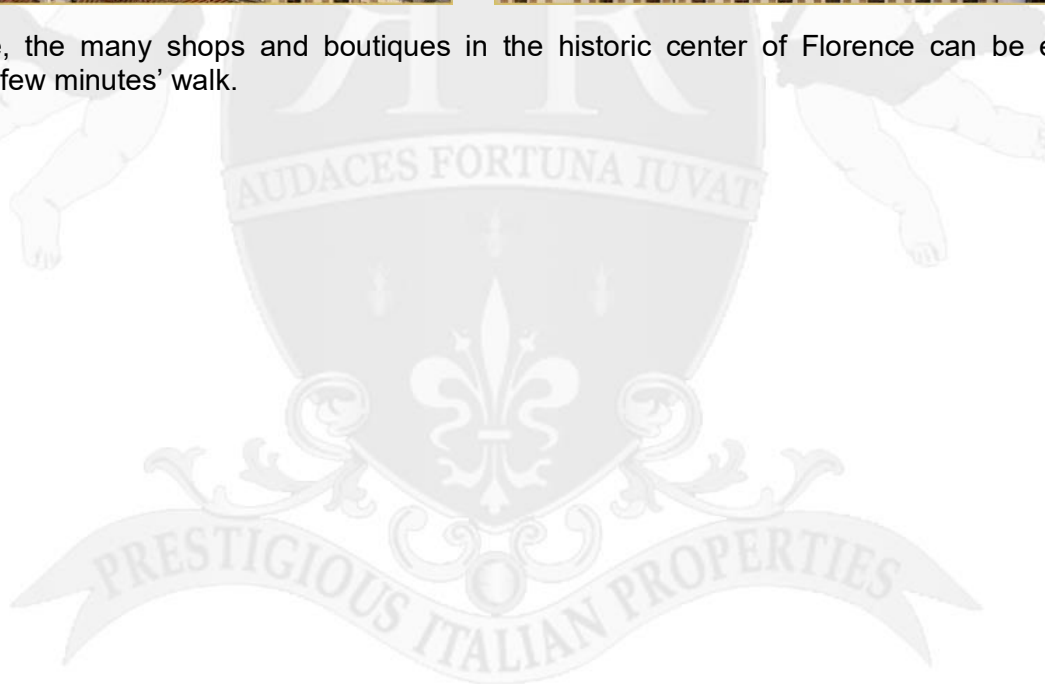 the many shops and boutiques in the historic center of Florence can be
few minutes’ walk.
AUDACES FORTUNA IUVAT
PRESTIGIOUS ITALIAN PROPERTIES